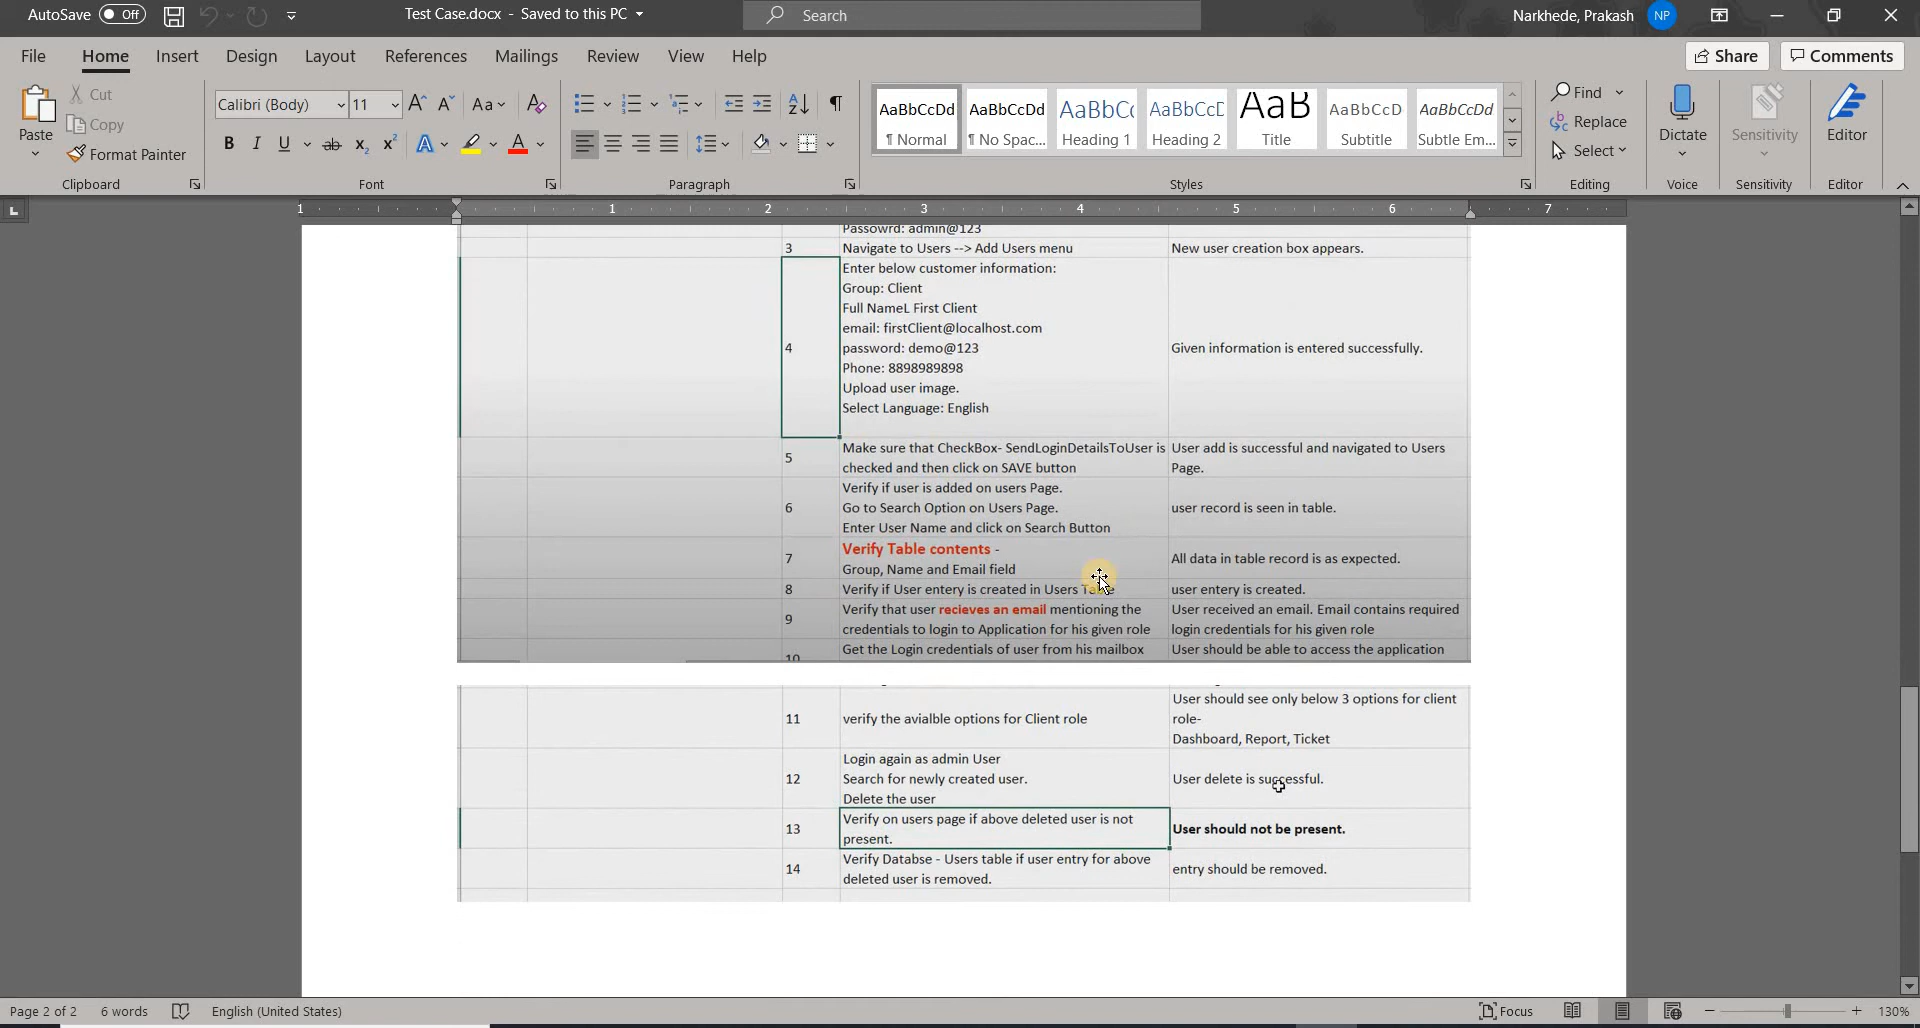 AutoSave Off Test Case.docx - Saved to this PC Search Narkhede, Prakash NP
File Home Insert Design Layout References Mailings Review View Help Share Comments
Paste
Cut
Copy
Format Painter
Clipboard
Calibri (Body) 11
Font
Paragraph
AaBbCcDd AaBbCcDd AaBbC AaBbCcE AaB AaBbCcD AaBbCcDd
¶ Normal ¶ No Spac... Heading 1 Heading 2 Title Subtitle Subtle Em...
Styles
Find
Replace
Select
Editing
Dictate
Voice
Sensitivity
Sensitivity
Editor
Editor
1 1 2 3 4 5 6 7
Passowrd: admin@123
3 Navigate to Users --> Add Users menu New user creation box appears.
Enter below customer information:
Group: Client
Full NameL First Client
email: firstClient@localhost.com
4 password: demo@123 Given information is entered successfully.
Phone: 8898989898
Upload user image.
Select Language: English
5 Make sure that CheckBox- SendLoginDetailsToUser is User add is successful and navigated to Users
checked and then click on SAVE button Page.
Verify if user is added on users Page.
6 Go to Search Option on Users Page. user record is seen in table.
Enter User Name and click on Search Button
7 Verify Table contents - All data in table record is as expected.
Group, Name and Email field
8 Verify if User entery is created in Users Table user entery is created.
9 Verify that user recieves an email mentioning the User received an email. Email contains required
credentials to login to Application for his given role login credentials for his given role
10 Get the Login credentials of user from his mailbox User should be able to access the application
User should see only below 3 options for client
11 verify the avialble options for Client role role-
Dashboard, Report, Ticket
Login again as admin User
12 Search for newly created user. User delete is successful.
Delete the user
13 Verify on users page if above deleted user is not User should not be present.
present.
14 Verify Databse - Users table if user entry for above entry should be removed.
deleted user is removed.
Page 2 of 2 6 words English (United States) Focus 130%